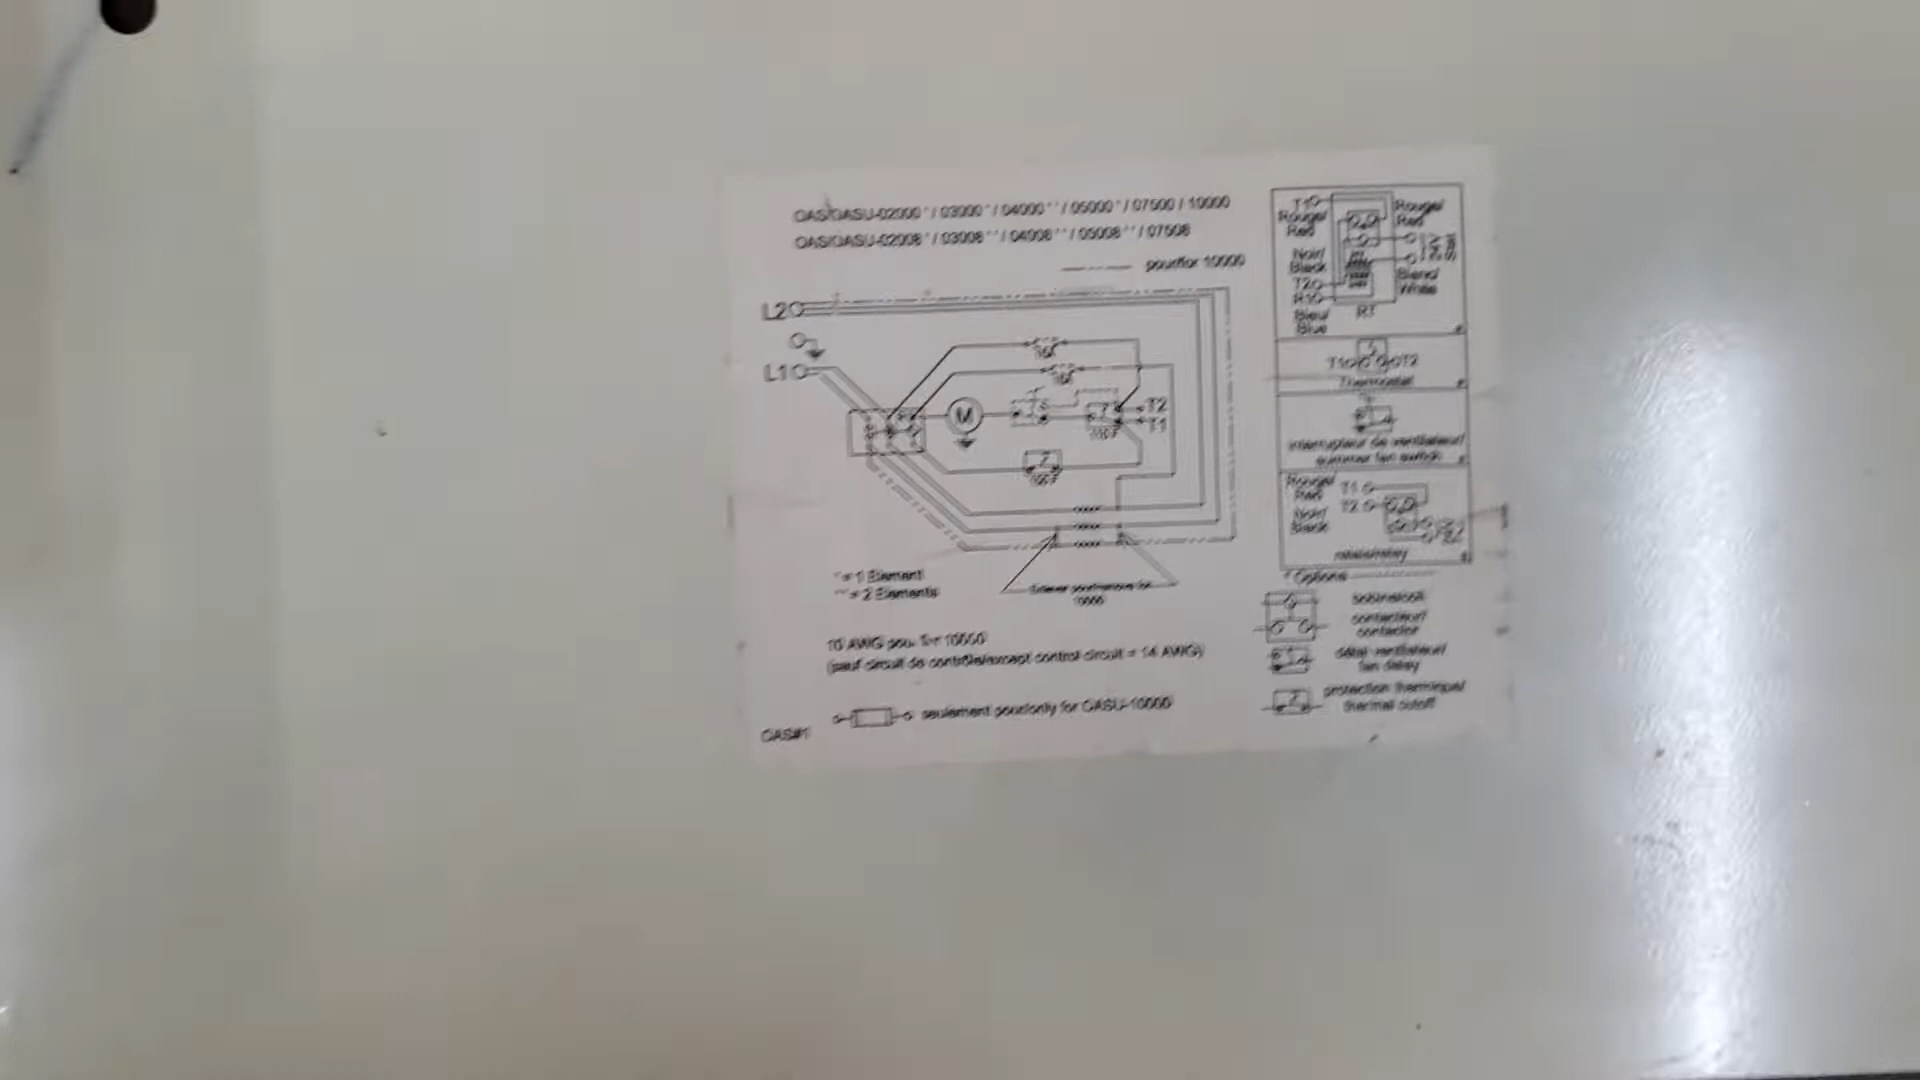 OAS/OASU-02000* / 03000* / 04000** / 05000* / 07500 / 10000
OAS/OASU-02008* / 03008** / 04008** / 05008** / 07508
pour/for 10000
L2
L1
M
T2
T1
* = 1 Element
** = 2 Elements
10 AWG pour for 10000
(sauf circuit de contrôle/except control circuit = 14 AWG)
seulement pour/only for OASU-10000
OAS#1
T1
Rouge/
Red
Rouge/
Red
Noir/
Black
T2
R1
Bleu/
Blue
Blanc/
White
RT
T1 T2
Thermostat
interrupteur de ventilateur/
summer fan switch
Rouge/
Red
T1
T2
Noir/
Black
relais/relay
* Options
bobine/coil
contacteur/
contactor
délai ventilateur/
fan delay
protection thermique/
thermal cutoff